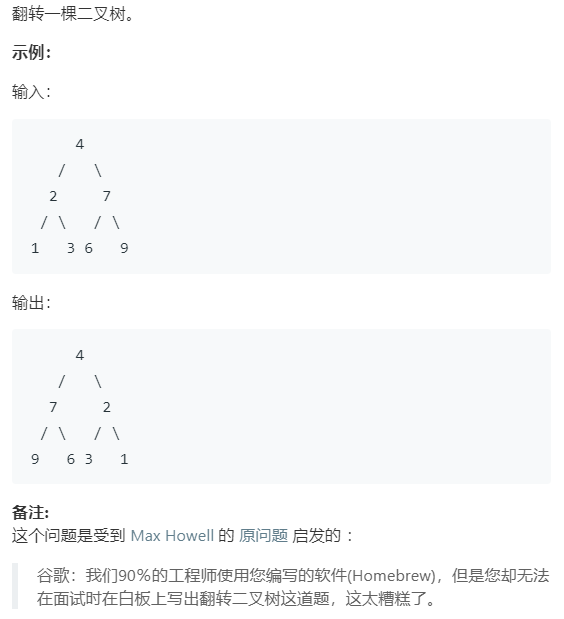 翻转一棵二叉树。
示例：
输入：
4
/ \
2 7
/ \ / \
1 3 6 9
输出：
4
/ \
7 2
/ \ / \
9 6 3 1
备注:
这个问题是受到 Max Howell 的 原问题 启发的 ：
谷歌：我们90％的工程师使用您编写的软件(Homebrew)，但是您却无法
在面试时在白板上写出翻转二叉树这道题，这太糟糕了。